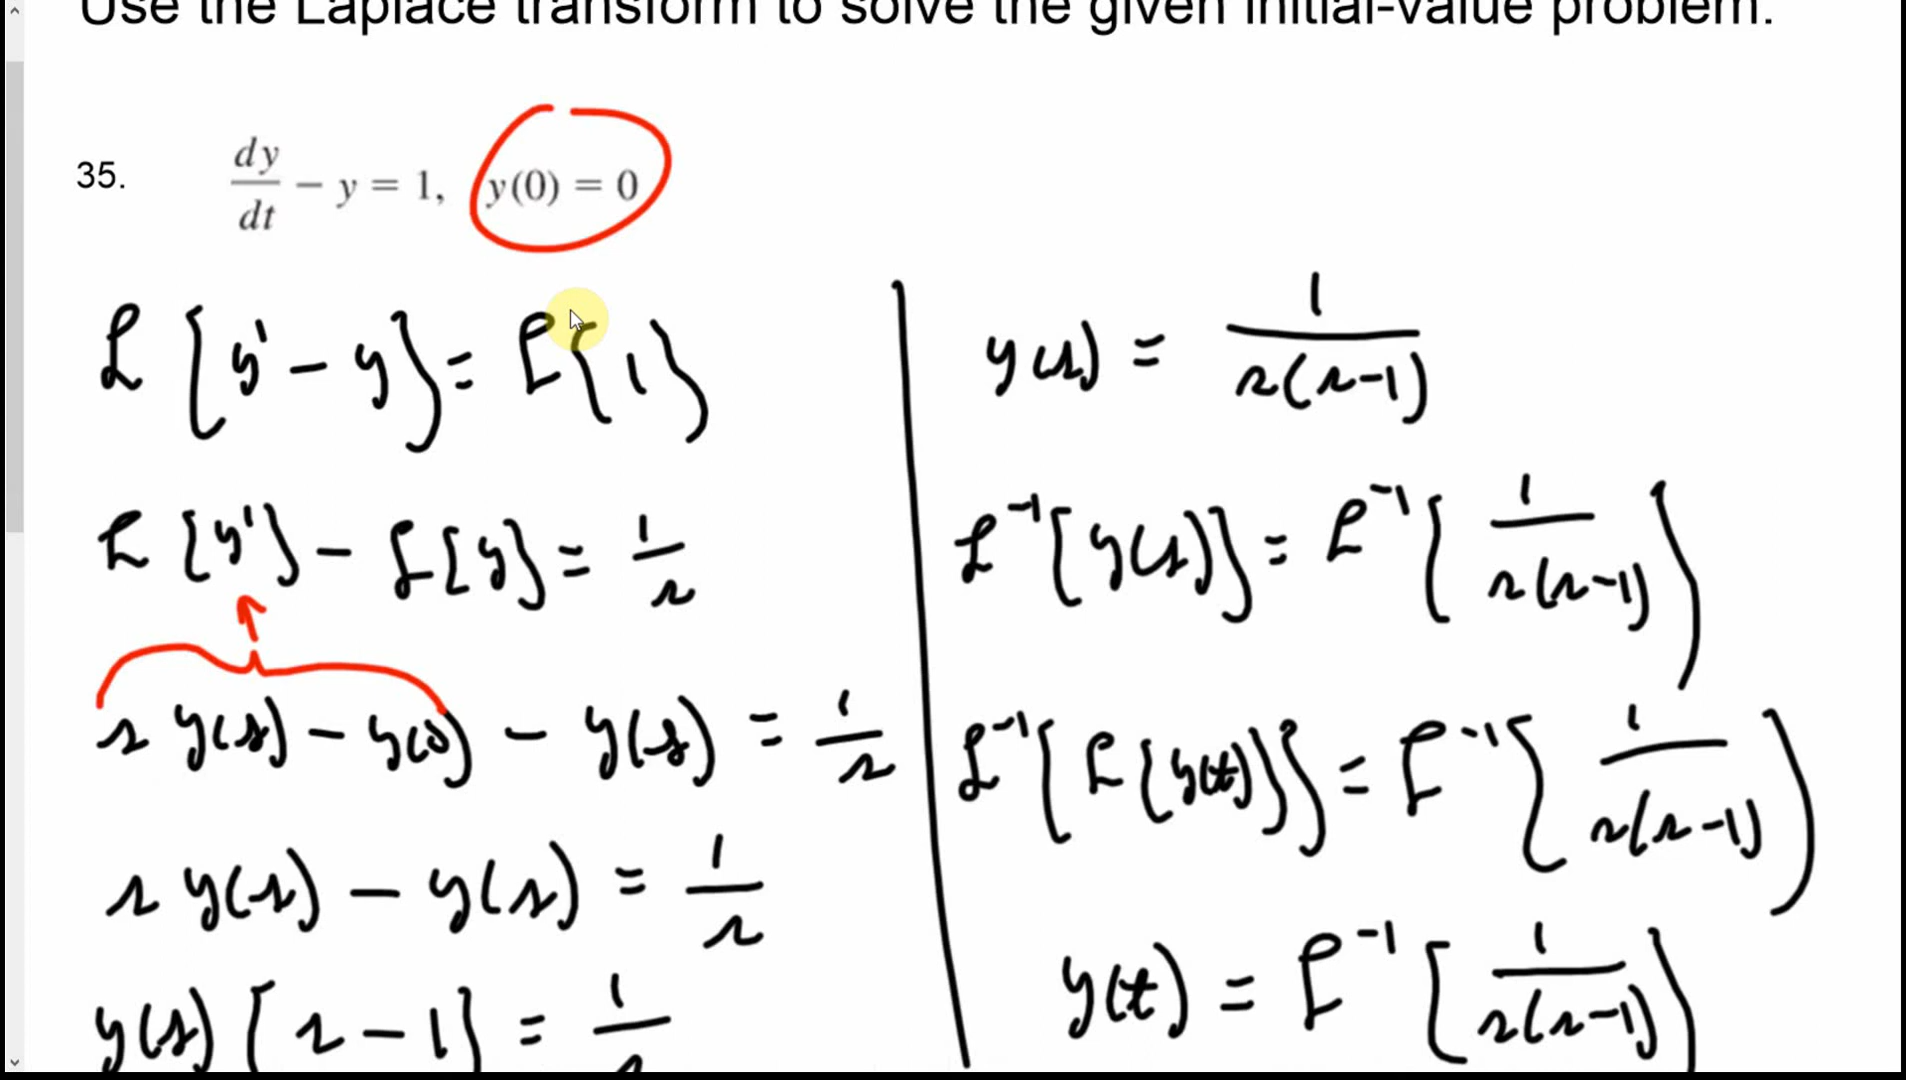 Use the Laplace transform to solve the given initial-value problem.
35. dy/dt − y = 1, y(0) = 0
ℒ{y' − y} = ℒ{1}
ℒ{y'} − ℒ{y} = 1/s
s y(s) − y(0) − y(s) = 1/s
s y(s) − y(s) = 1/s
y(s) [s − 1] = 1/s
y(s) = 1/s(s−1)
ℒ⁻¹{y(s)} = ℒ⁻¹{1/s(s−1)}
ℒ⁻¹{ℒ{y(t)}} = ℒ⁻¹{1/s(s−1)}
y(t) = ℒ⁻¹{1/s(s−1)}